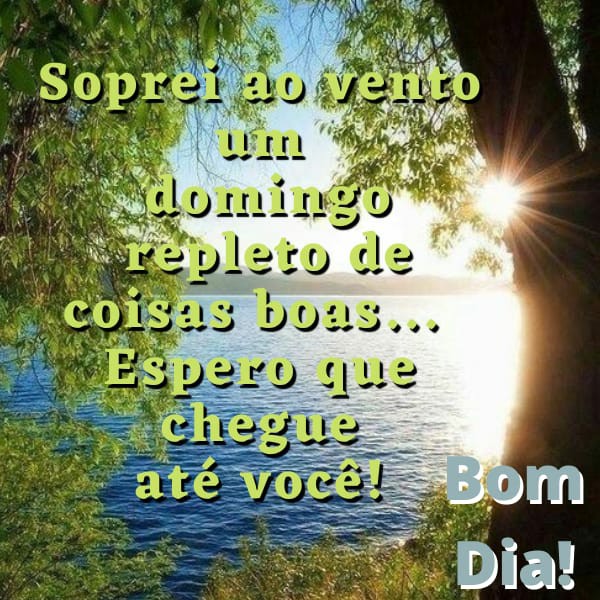 Soprei ao vento
um
domingo
repleto de
coisas boas...
Espero que
chegue
até você!
Bom
Dia!